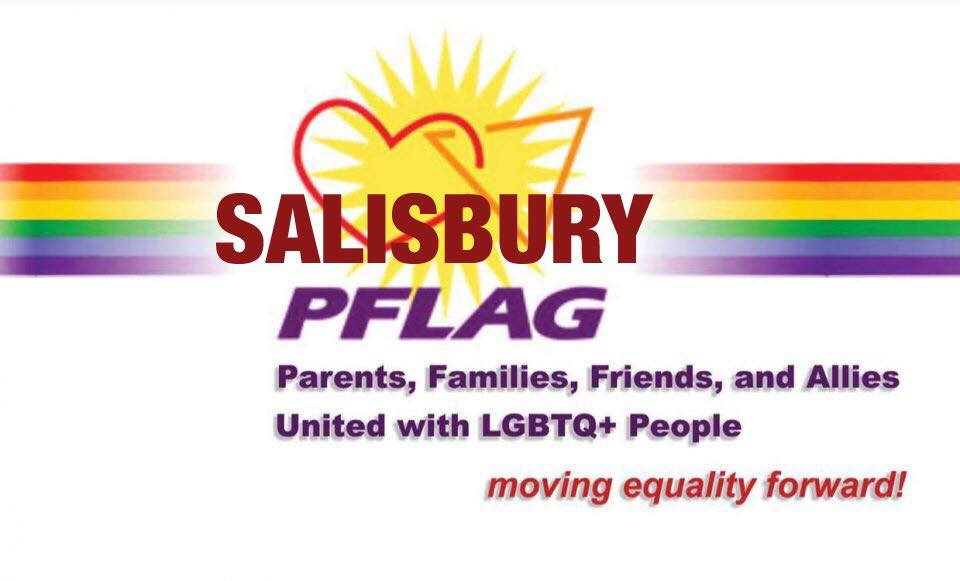 SALISBURY
PFLAG
Parents, Families, Friends, and Allies
United with LGBTQ+ People
moving equality forward!